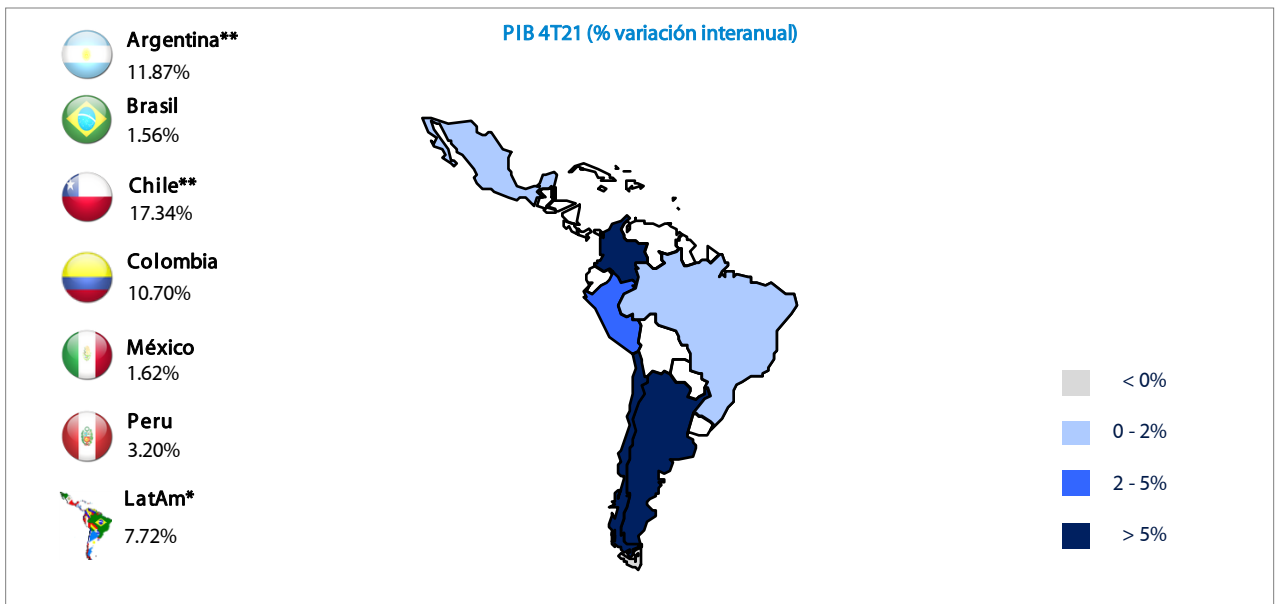 PIB 4T21 (% variación interanual)
Argentina**
11.87%
Brasil
1.56%
Chile**
17.34%
Colombia
10.70%
México
1.62%
Peru
3.20%
LatAm*
7.72%
< 0%
0 - 2%
2 - 5%
> 5%